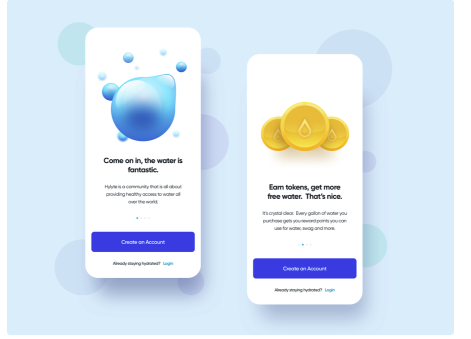 Come on in, the water is
fantastic.
Hylyte is a community that is all about
providing healthy access to water all
over the world.
Create an Account
Already staying hydrated? Login
Earn tokens, get more
free water. That's nice.
It's crystal clear. Every gallon of water you
purchase gets you reward points you can
use for water, swag and more.
Create an Account
Already staying hydrated? Login